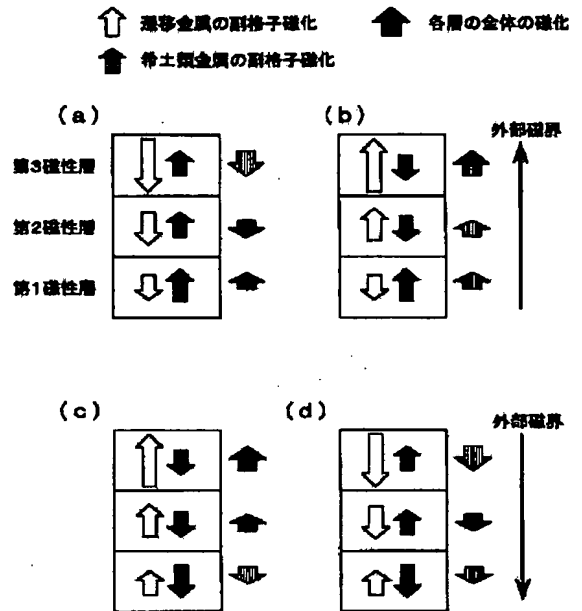 遷移金属の副格子磁化
各層の全体の磁化
希土類金属の副格子磁化
(a)
(b)
外部磁界
第3磁性層
第2磁性層
第1磁性層
(c)
(d)
外部磁界